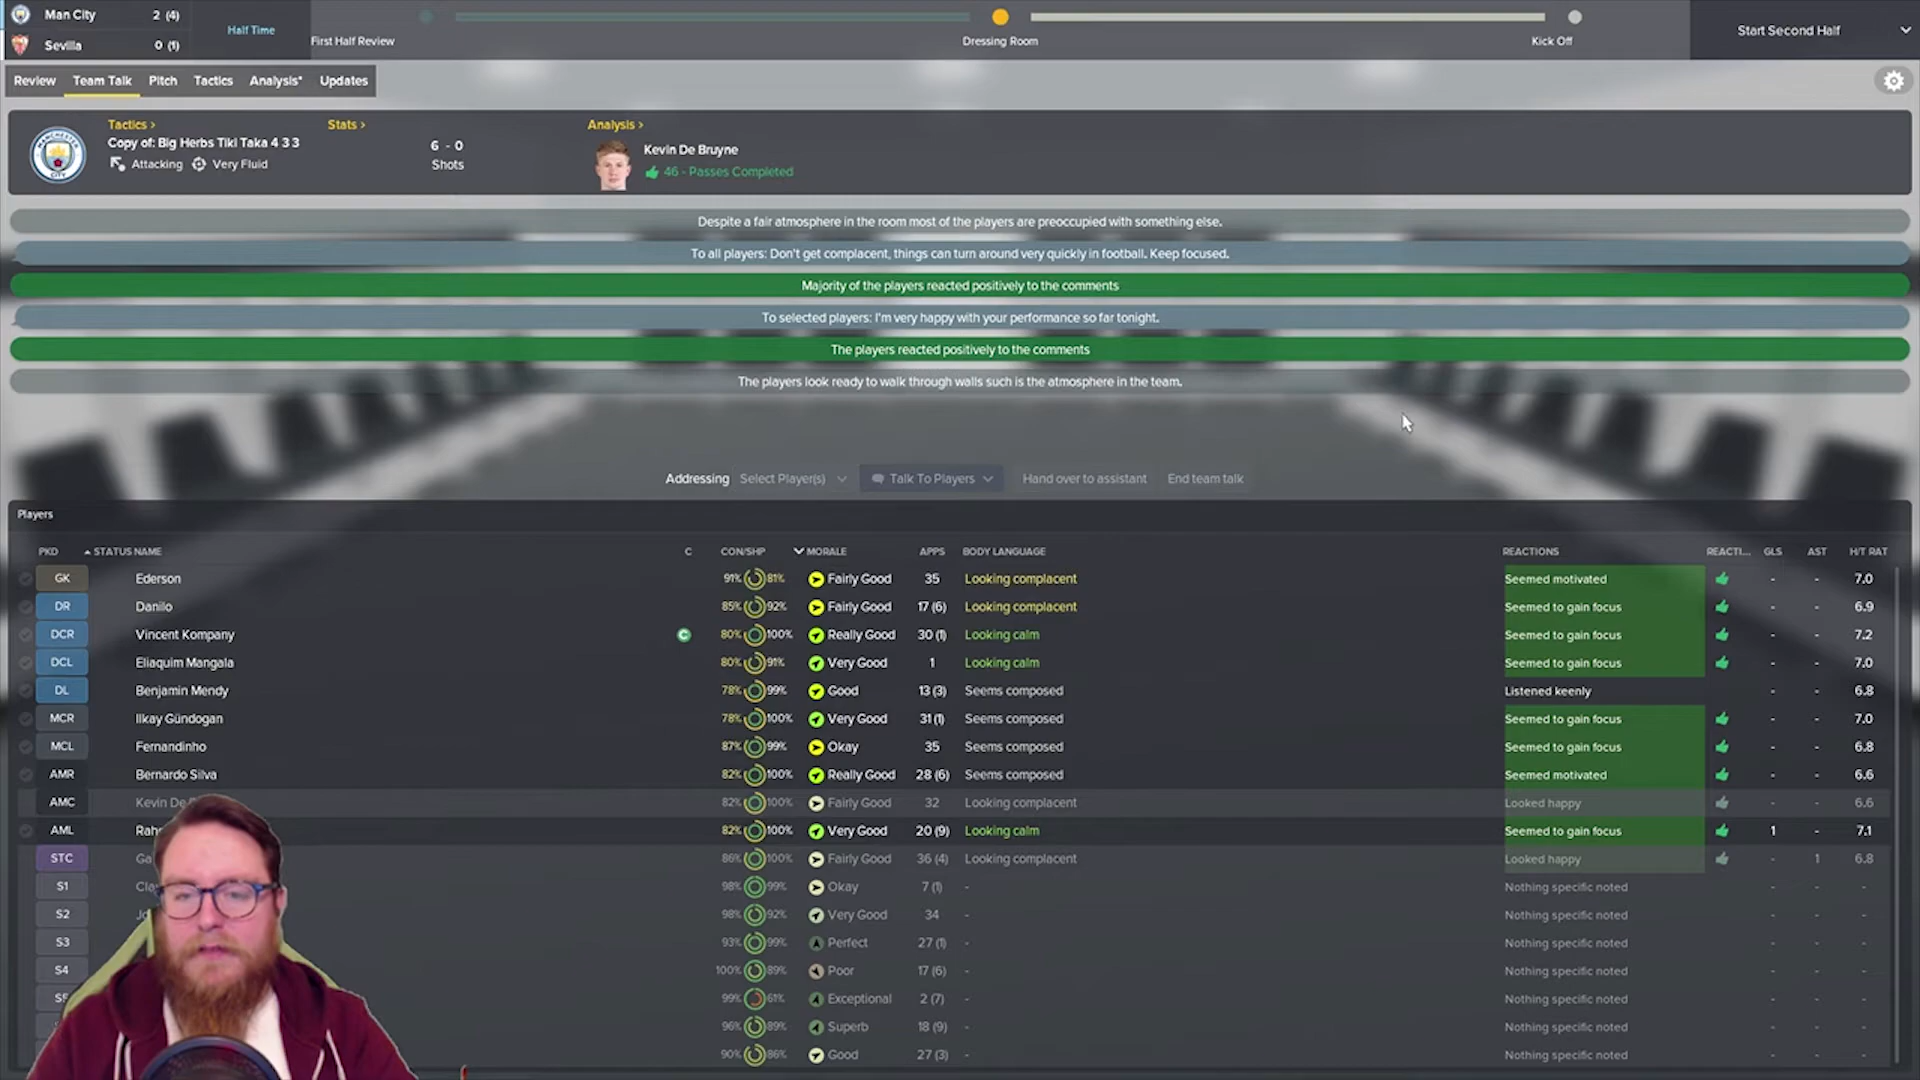 Man City 2 (4)
Sevilla 0 (1)
Half Time
First Half Review
Dressing Room
Kick Off
Start Second Half
Review Team Talk Pitch Tactics Analysis* Updates
Tactics > Stats > Analysis >
Copy of: Big Herbs Tiki Taka 4 3 3
Attacking Very Fluid
6 - 0
Shots
Kevin De Bruyne
46 - Passes Completed
Despite a fair atmosphere in the room most of the players are preoccupied with something else.
To all players: Don't get complacent, things can turn around very quickly in football. Keep focused.
Majority of the players reacted positively to the comments
To selected players: I'm very happy with your performance so far tonight.
The players reacted positively to the comments
The players look ready to walk through walls such is the atmosphere in the team.
Addressing Select Player(s) Talk To Players Hand over to assistant End team talk
Players
PKD STATUS NAME C CON/SHP MORALE APPS BODY LANGUAGE REACTIONS REACTI... GLS AST H/T RAT
GK Ederson 91% 81% Fairly Good 35 Looking complacent Seemed motivated - - 7.0
DR Danilo 85% 92% Fairly Good 17 (6) Looking complacent Seemed to gain focus - - 6.9
DCR Vincent Kompany C 80% 100% Really Good 30 (1) Looking calm Seemed to gain focus - - 7.2
DCL Eliaquim Mangala 80% 91% Very Good 1 Looking calm Seemed to gain focus - - 7.0
DL Benjamin Mendy 78% 99% Good 13 (3) Seems composed Listened keenly - - 6.8
MCR Ilkay Gündogan 78% 100% Very Good 31 (1) Seems composed Seemed to gain focus - - 7.0
MCL Fernandinho 87% 99% Okay 35 Seems composed Seemed to gain focus - - 6.8
AMR Bernardo Silva 82% 100% Really Good 28 (6) Seems composed Seemed motivated - - 6.6
AMC Kevin De 82% 100% Fairly Good 32 Looking complacent Looked happy - - 6.6
AML Rah 82% 100% Very Good 20 (9) Looking calm Seemed to gain focus 1 - 7.1
STC Ga 86% 100% Fairly Good 36 (4) Looking complacent Looked happy - 1 6.8
S1 Cla 98% 99% Okay 7 (1) - Nothing specific noted - -
S2 Jo 98% 92% Very Good 34 - Nothing specific noted - -
S3 93% 99% Perfect 27 (1) - Nothing specific noted - -
S4 100% 89% Poor 17 (6) - Nothing specific noted - -
S5 99% 61% Exceptional 2 (7) - Nothing specific noted - -
96% 89% Superb 18 (9) - Nothing specific noted - -
90% 86% Good 27 (3) - Nothing specific noted - -